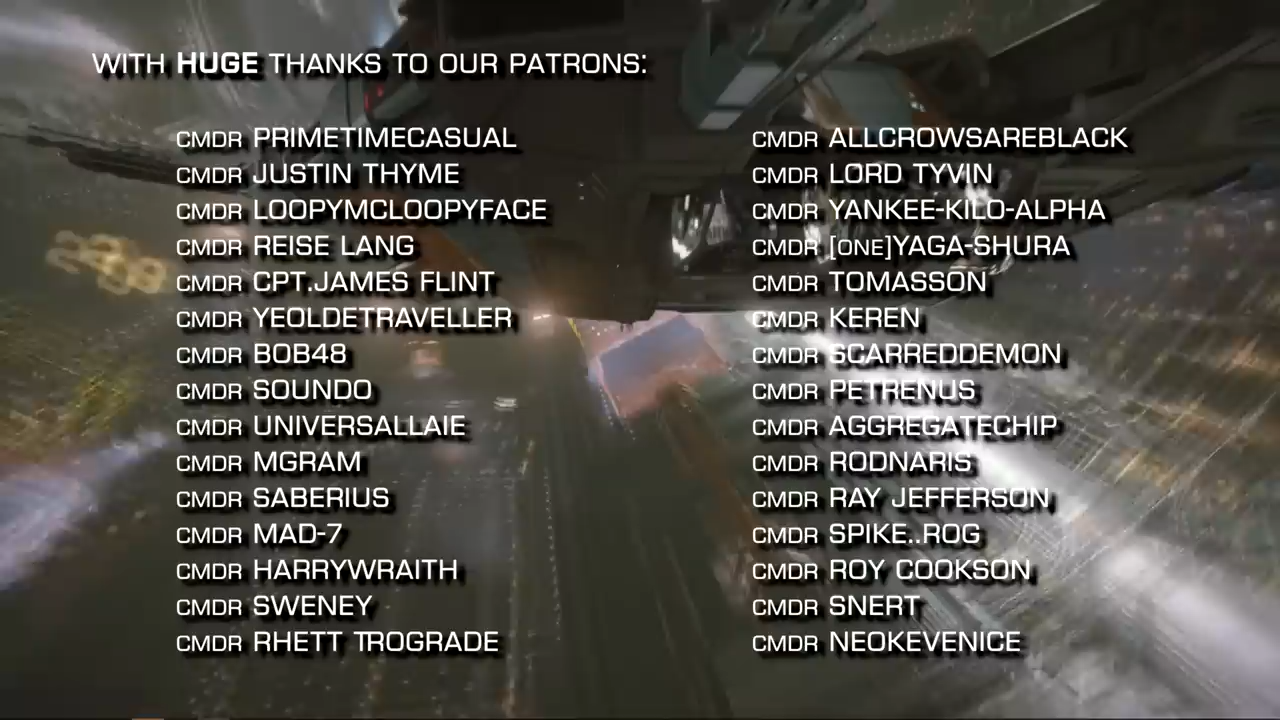 WITH HUGE THANKS TO OUR PATRONS:
CMDR PRIMETIMECASUAL
CMDR JUSTIN THYME
CMDR LOOPYMCLOOPYFACE
CMDR REISE LANG
CMDR CPT.JAMES FLINT
CMDR YEOLDETRAVELLER
CMDR BOB48
CMDR SOUNDO
CMDR UNIVERSALLAIE
CMDR MGRAM
CMDR SABERIUS
CMDR MAD-7
CMDR HARRYWRAITH
CMDR SWENEY
CMDR RHETT TROGRADE
CMDR ALLCROWSAREBLACK
CMDR LORD TYVIN
CMDR YANKEE-KILO-ALPHA
CMDR [ONE]YAGA-SHURA
CMDR TOMASSON
CMDR KEREN
CMDR SCARREDDEMON
CMDR PETRENUS
CMDR AGGREGATECHIP
CMDR RODNARIS
CMDR RAY JEFFERSON
CMDR SPIKE..ROG
CMDR ROY COOKSON
CMDR SNERT
CMDR NEOKEVENICE